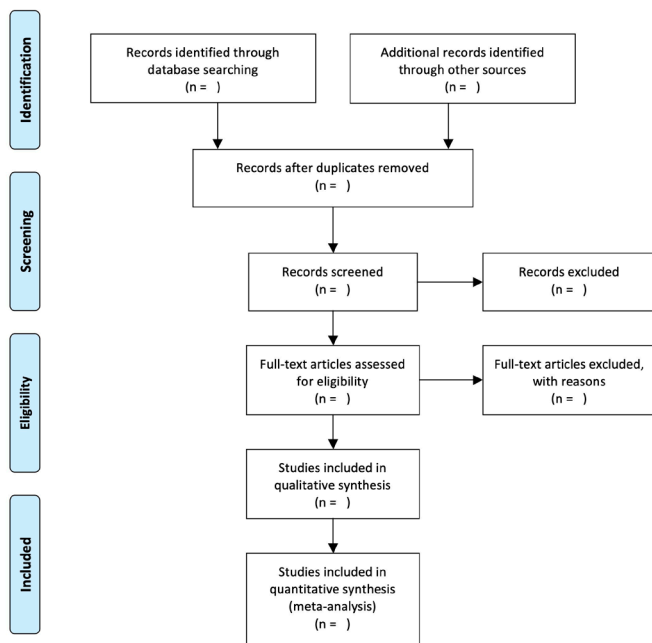 Identification
Records identified through
database searching
(n =   )
Additional records identified
through other sources
(n =   )
Records after duplicates removed
(n =   )
Screening
Records screened
(n =   )
Records excluded
(n =   )
Eligibility
Full-text articles assessed
for eligibility
(n =   )
Full-text articles excluded,
with reasons
(n =   )
Studies included in
qualitative synthesis
(n =   )
Included
Studies included in
quantitative synthesis
(meta-analysis)
(n =   )